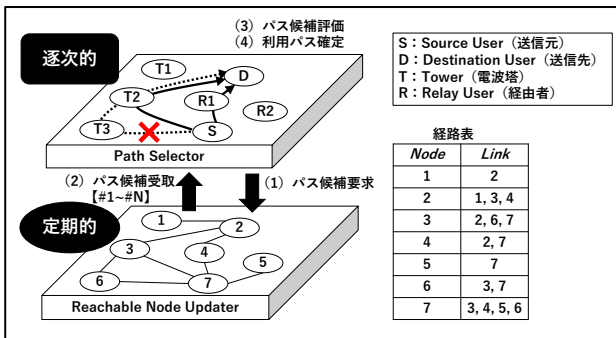 (3) パス候補評価
(4) 利用パス確定
逐次的
T1
D
T2
R1
R2
T3
S
Path Selector
(2) パス候補受取
【#1~#N】
(1) パス候補要求
定期的
1
2
3
4
5
6
7
Reachable Node Updater
S:Source User(送信元)
D:Destination User(送信先)
T:Tower(電波塔)
R:Relay User(経由者)
経路表
Node Link
1 2
2 1, 3, 4
3 2, 6, 7
4 2, 7
5 7
6 3, 7
7 3, 4, 5, 6